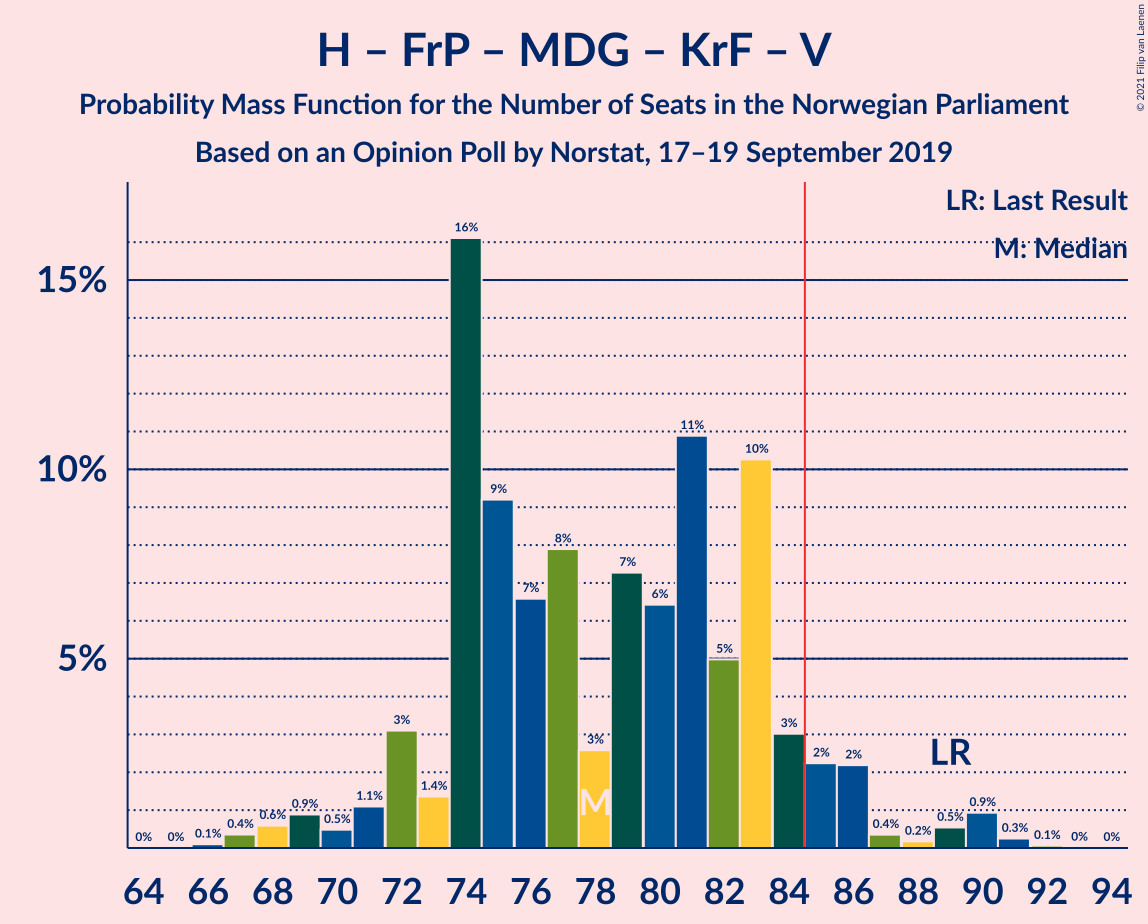 H – FrP – MDG – KrF – V
Probability Mass Function for the Number of Seats in the Norwegian Parliament
Based on an Opinion Poll by Norstat, 17–19 September 2019
© 2021 Filip van Laenen
LR: Last Result
M: Median
15%
10%
5%
0% 0% 0.1% 0.4% 0.6% 0.9% 0.5% 1.1% 3% 1.4% 16% 9% 7% 8% 3% 7% 6% 11% 5% 10% 3% 2% 2% 0.4% 0.2% 0.5% 0.9% 0.3% 0.1% 0% 0%
LR
M
64 66 68 70 72 74 76 78 80 82 84 86 88 90 92 94